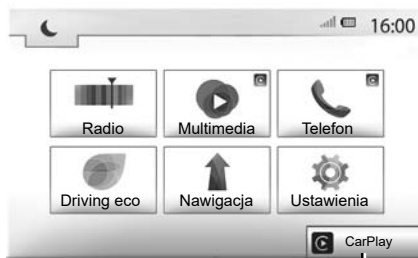 16:00
Radio
Multimedia
Telefon
Driving eco
Nawigacja
Ustawienia
CarPlay